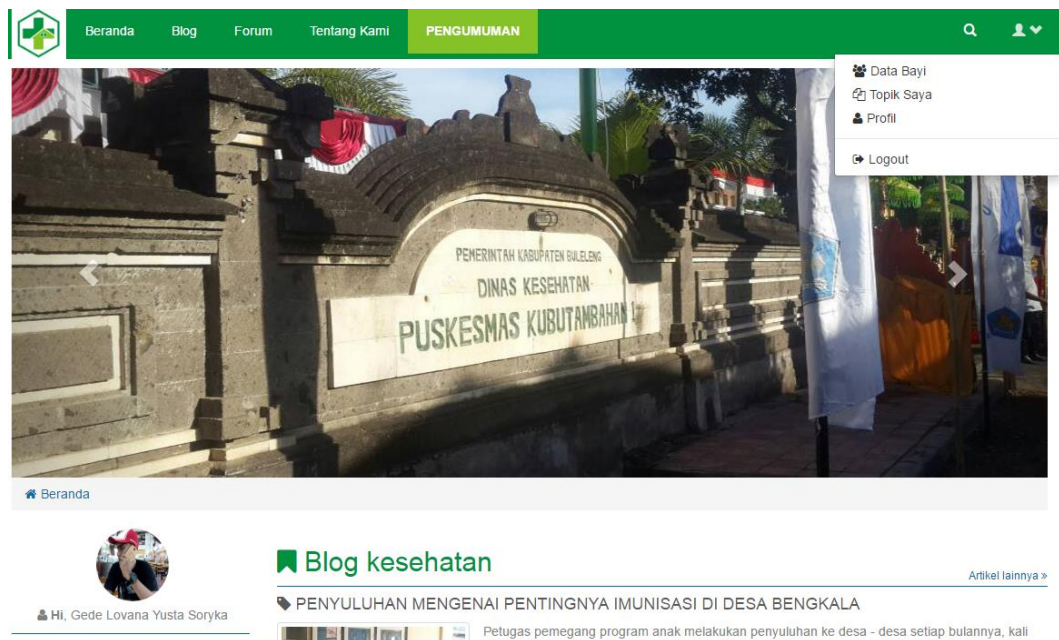 Beranda Blog Forum Tentang Kami PENGUMUMAN
Data Bayi
Topik Saya
Profil
Logout
PEMERINTAH KABUPATEN BULELENG
DINAS KESEHATAN
PUSKESMAS KUBUTAMBAHAN 1
Beranda
Hi, Gede Lovana Yusta Soryka
Blog kesehatan
Artikel lainnya »
PENYULUHAN MENGENAI PENTINGNYA IMUNISASI DI DESA BENGKALA
Petugas pemegang program anak melakukan penyuluhan ke desa - desa setiap bulannya, kali